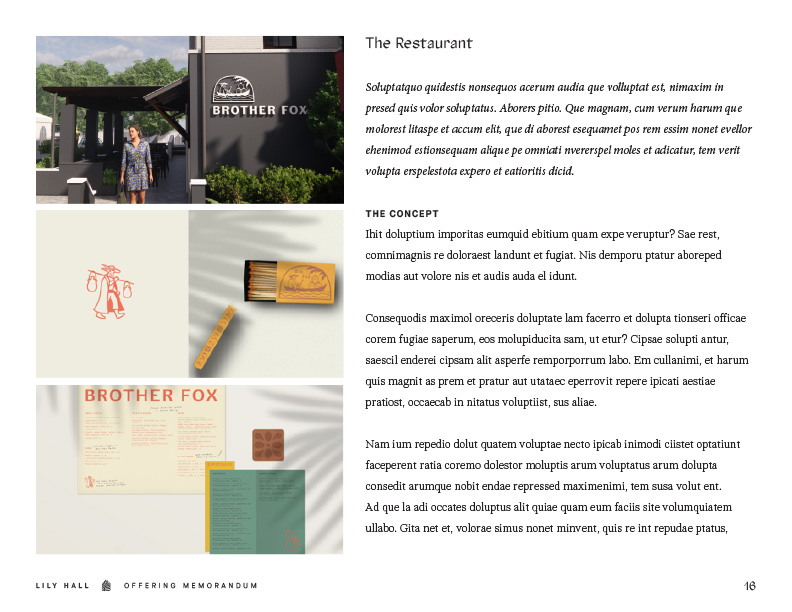 BROTHER FOX
BROTHER FOX
The Restaurant
Soluptatquo quidestis nonsequos acerum audia que volluptat est, nimaxim in
presed quis volor soluptatus. Aborers pitio. Que magnam, cum verum harum que
molorest litaspe et accum elit, que di aborest esequamet pos rem essim nonet evellor
ehenimod estionsequam alique pe omniati nverersp​el moles et adicatur, tem verit
volupta erspelestota expero et eatioritis dicid.
THE CONCEPT
Ihit doluptium imporitas eumquid ebitium quam expe veruptur? Sae rest,
comnimagnis re doloraest landunt et fugiat. Nis demporu ptatur aboreped
modias aut volore nis et audis auda el idunt.
Consequodis maximol oreceris doluptate lam facerro et dolupta tionseri officae
corem fugiae saperum, eos molupiducita sam, ut etur? Cipsae solupti antur,
saescil enderei cipsam alit asperfe remporporrum labo. Em cullanimi, et harum
quis magnit as prem et pratur aut utataec eperrovit repere ipicati aestiae
pratiost, occaecab in nitatus voluptiist, sus aliae.
Nam ium repedio dolut quatem voluptae necto ipicab inimodi ciistet optatiunt
faceperent ratia coremo dolestor moluptis arum voluptatus arum dolupta
consedit arumque nobit endae repressed maximenimi, tem susa volut ent.
Ad que la adi occates doluptus alit quiae quam eum faciis site volumquiatem
ullabo. Gita net et, volorae simus nonet minvent, quis re int repudae ptatus,
LILY HALL OFFERING MEMORANDUM
16